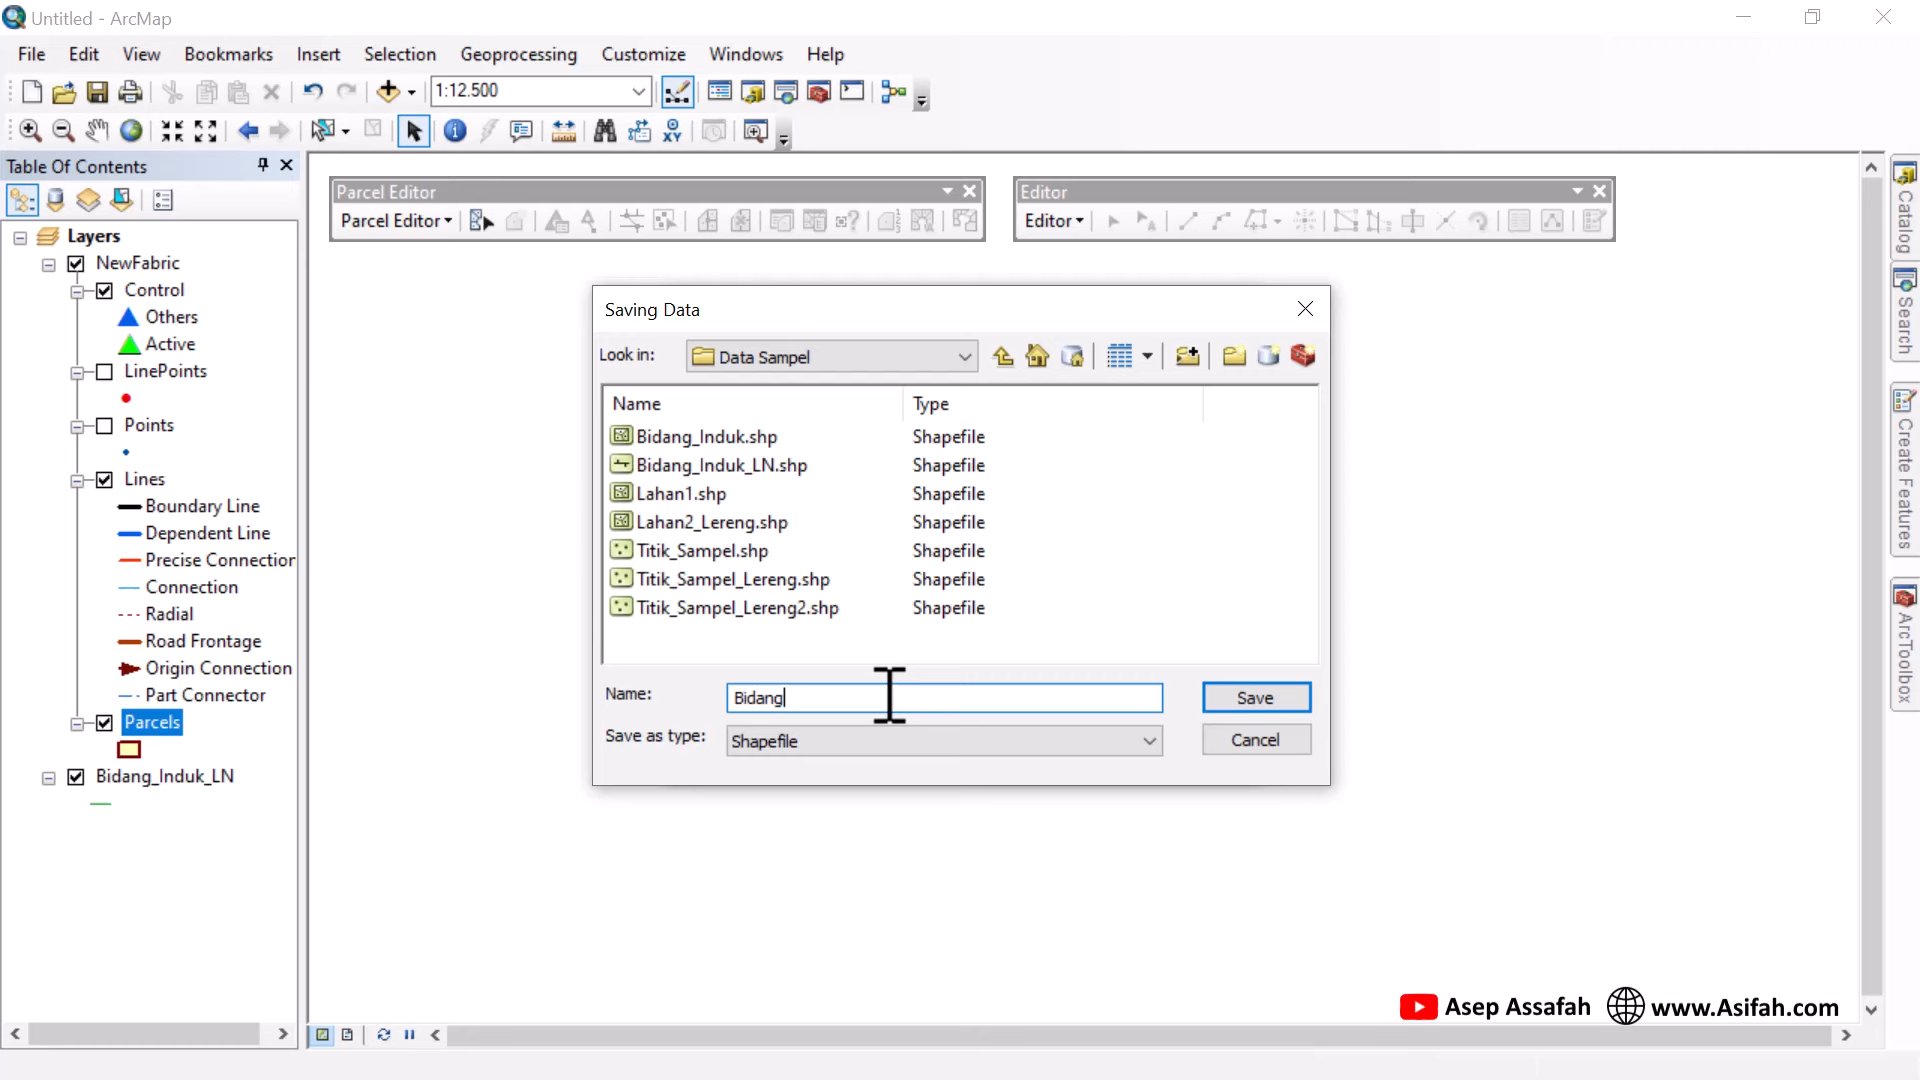 Untitled - ArcMap
File Edit View Bookmarks Insert Selection Geoprocessing Customize Windows Help
1:12.500
Table Of Contents
Layers
NewFabric
Control
Others
Active
LinePoints
Points
Lines
Boundary Line
Dependent Line
Precise Connection
Connection
Radial
Road Frontage
Origin Connection
Part Connector
Parcels
Bidang_Induk_LN
Parcel Editor
Parcel Editor
Editor
Editor
Saving Data
Look in: Data Sampel
Name Type
Bidang_Induk.shp Shapefile
Bidang_Induk_LN.shp Shapefile
Lahan1.shp Shapefile
Lahan2_Lereng.shp Shapefile
Titik_Sampel.shp Shapefile
Titik_Sampel_Lereng.shp Shapefile
Titik_Sampel_Lereng2.shp Shapefile
Name: Bidang Save
Save as type: Shapefile Cancel
Catalog
Search
Create Features
ArcToolbox
Asep Assafah www.Asifah.com